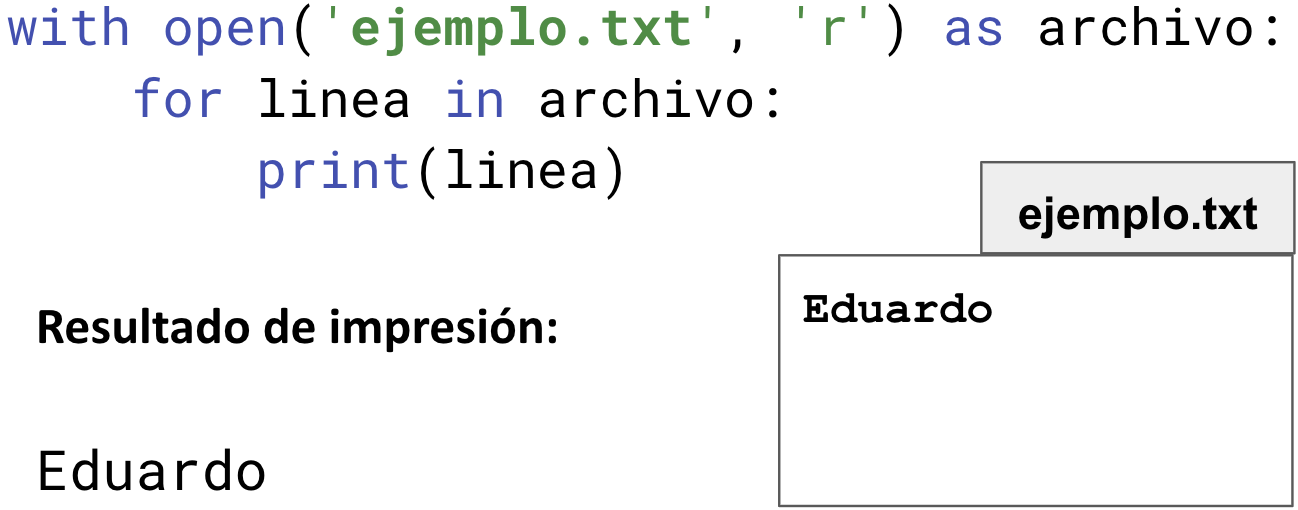 with open('ejemplo.txt', 'r') as archivo:
    for linea in archivo:
        print(linea)
ejemplo.txt
Eduardo
Resultado de impresión:
Eduardo